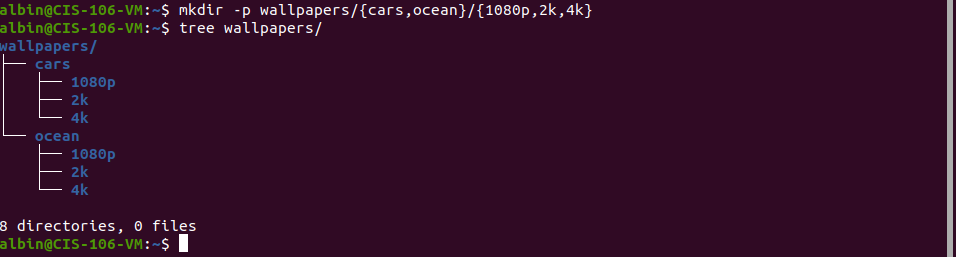 albin@CIS-106-VM:~$ mkdir -p wallpapers/{cars,ocean}/{1080p,2k,4k}
albin@CIS-106-VM:~$ tree wallpapers/
wallpapers/
├── cars
│   ├── 1080p
│   ├── 2k
│   └── 4k
└── ocean
    ├── 1080p
    ├── 2k
    └── 4k
8 directories, 0 files
albin@CIS-106-VM:~$